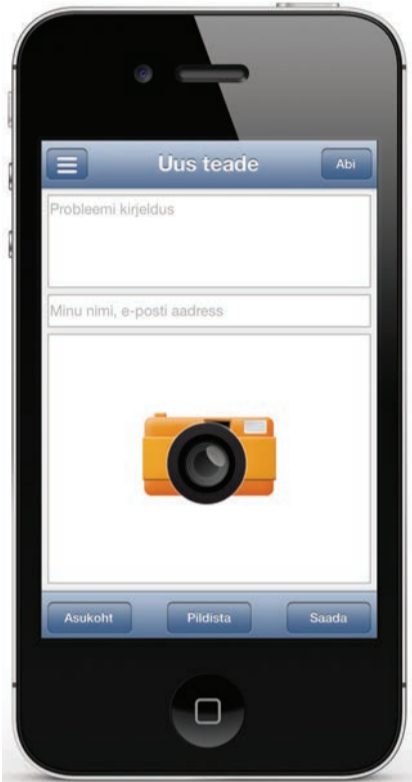 Uus teade
Abi
Probleemi kirjeldus
Minu nimi, e-posti aadress
Asukoht
Pildista
Saada